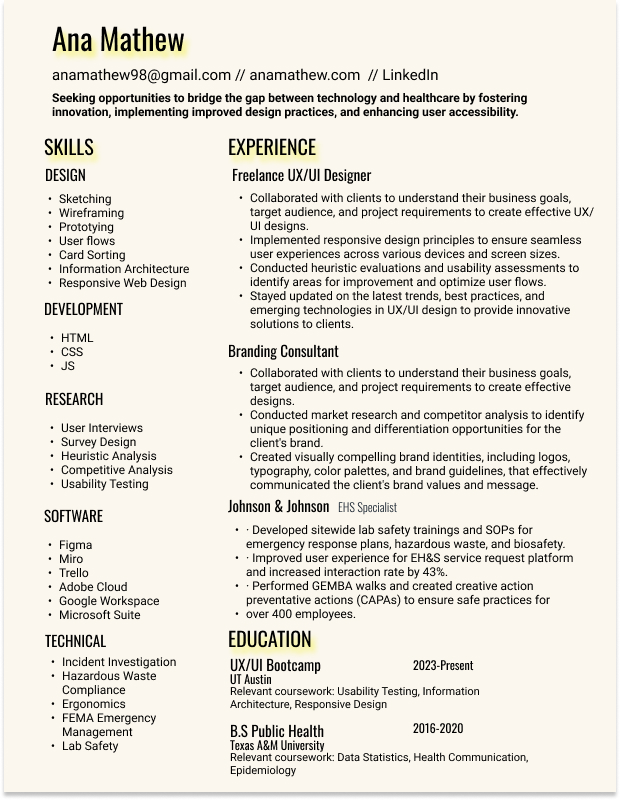 Ana Mathew
anamathew98@gmail.com // anamathew.com // LinkedIn
Seeking opportunities to bridge the gap between technology and healthcare by fostering
innovation, implementing improved design practices, and enhancing user accessibility.
SKILLS
DESIGN
• Sketching
• Wireframing
• Prototying
• User flows
• Card Sorting
• Information Architecture
• Responsive Web Design
DEVELOPMENT
• HTML
• CSS
• JS
RESEARCH
• User Interviews
• Survey Design
• Heuristic Analysis
• Competitive Analysis
• Usability Testing
SOFTWARE
• Figma
• Miro
• Trello
• Adobe Cloud
• Google Workspace
• Microsoft Suite
TECHNICAL
• Incident Investigation
• Hazardous Waste
Compliance
• Ergonomics
• FEMA Emergency
Management
• Lab Safety
EXPERIENCE
Freelance UX/UI Designer
• Collaborated with clients to understand their business goals,
target audience, and project requirements to create effective UX/
UI designs.
• Implemented responsive design principles to ensure seamless
user experiences across various devices and screen sizes.
• Conducted heuristic evaluations and usability assessments to
identify areas for improvement and optimize user flows.
• Stayed updated on the latest trends, best practices, and
emerging technologies in UX/UI design to provide innovative
solutions to clients.
Branding Consultant
• Collaborated with clients to understand their business goals,
target audience, and project requirements to create effective
designs.
• Conducted market research and competitor analysis to identify
unique positioning and differentiation opportunities for the
client's brand.
• Created visually compelling brand identities, including logos,
typography, color palettes, and brand guidelines, that effectively
communicated the client's brand values and message.
Johnson & Johnson EHS Specialist
• · Developed sitewide lab safety trainings and SOPs for
emergency response plans, hazardous waste, and biosafety.
• · Improved user experience for EH&S service request platform
and increased interaction rate by 43%.
• · Performed GEMBA walks and created creative action
preventative actions (CAPAs) to ensure safe practices for
• over 400 employees.
EDUCATION
UX/UI Bootcamp 2023-Present
UT Austin
Relevant coursework: Usability Testing, Information
Architecture, Responsive Design
B.S Public Health 2016-2020
Texas A&M University
Relevant coursework: Data Statistics, Health Communication,
Epidemiology